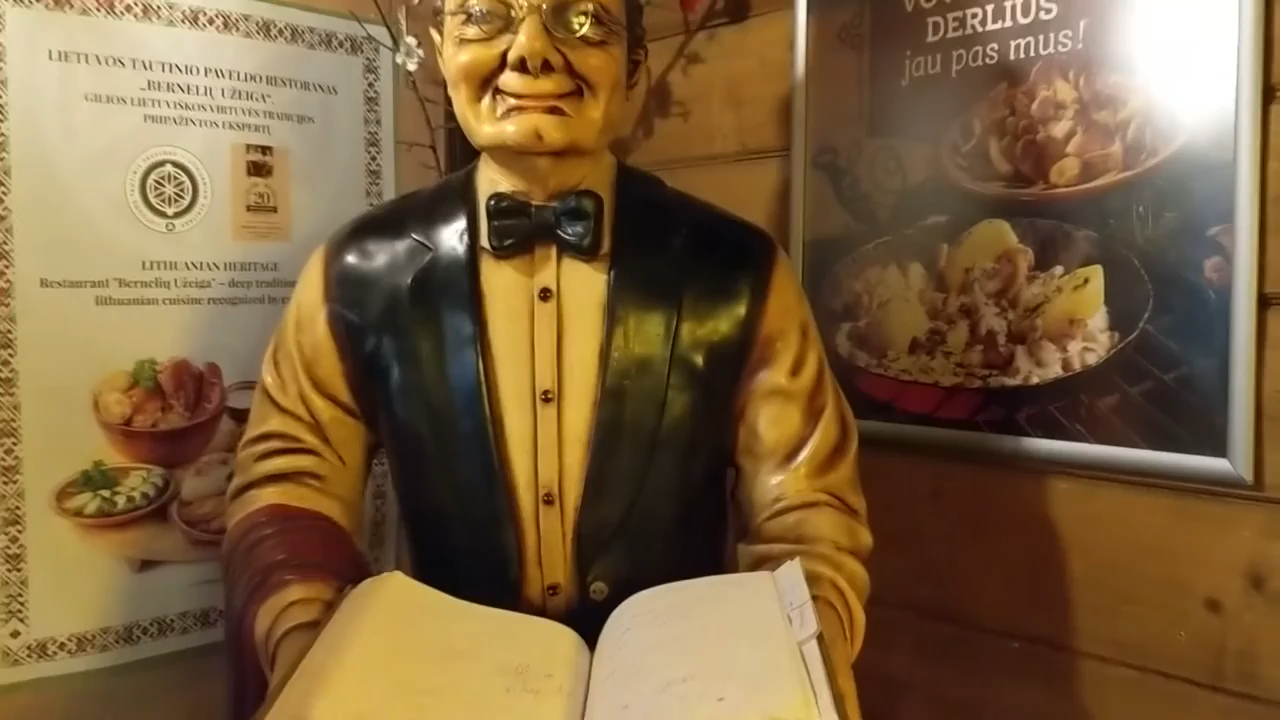 LIETUVOS TAUTINIO PAVELDO RESTORANAS
„BERNELIŲ UŽEIGA“.
GILIOS LIETUVIŠKOS VIRTUVĖS TRADICIJOS
PRIPAŽINTOS EKSPERTŲ
20
LITHUANIAN HERITAGE
Restaurant "Bernelių Užeiga" – deep
lithuanian cuisine recognized by
DERLIUS
jau pas mus!